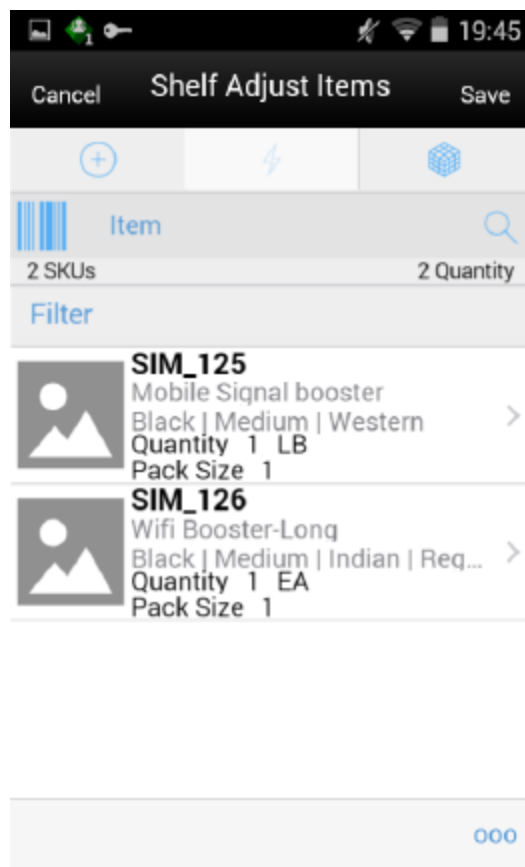 1 19:45
Cancel Shelf Adjust Items Save
Item
2 SKUs 2 Quantity
Filter
SIM_125
Mobile Signal booster
Black | Medium | Western
Quantity 1 LB
Pack Size 1
SIM_126
Wifi Booster-Long
Black | Medium | Indian | Req...
Quantity 1 EA
Pack Size 1